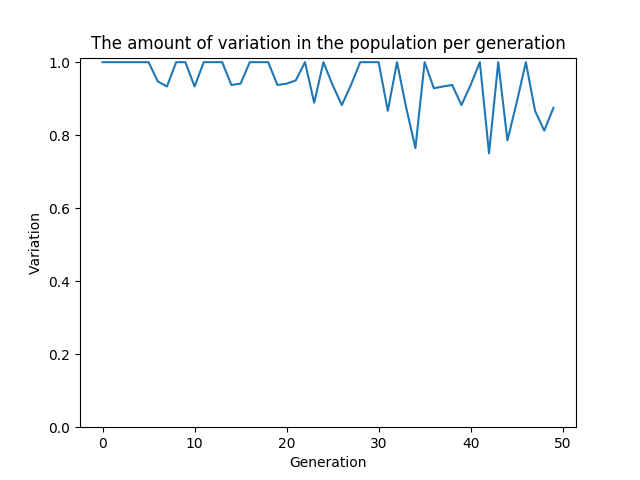 The amount of variation in the population per generation
1.0
0.8
0.6
0.4
0.2
0.0
Variation
0 10 20 30 40 50
Generation